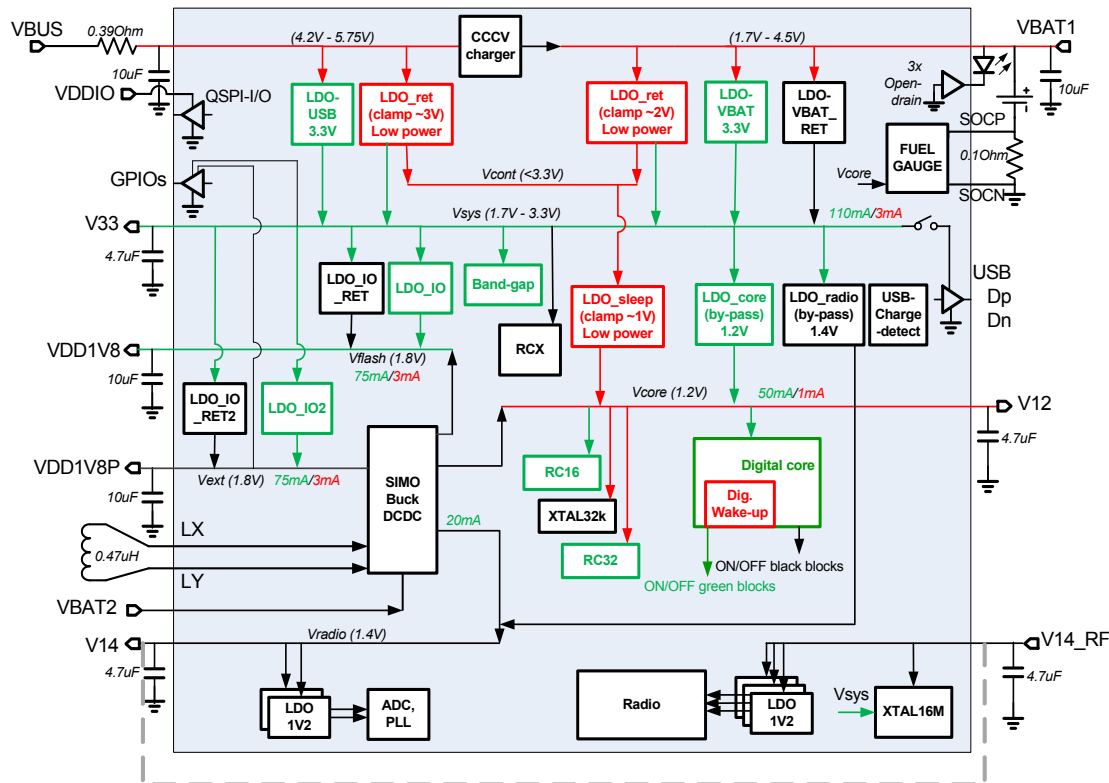 VBUS
0.39Ohm
(4.2V - 5.75V)
CCCV
charger
(1.7V - 4.5V)
VBAT1
10uF
VDDIO
QSPI-I/O
LDO-
USB
3.3V
LDO_ret
(clamp ~3V)
Low power
LDO_ret
(clamp ~2V)
Low power
LDO-
VBAT
3.3V
LDO-
VBAT_
RET
3x
Open-
drain
10uF
SOCP
FUEL
GAUGE
0.1Ohm
SOCN
Vcore
GPIOs
Vcont (<3.3V)
V33
Vsys (1.7V - 3.3V)
110mA/3mA
4.7uF
LDO_IO
_RET
LDO_IO
Band-gap
RCX
LDO_sleep
(clamp ~1V)
Low power
LDO_core
(by-pass)
1.2V
LDO_radio
(by-pass)
1.4V
USB-
Charge
-detect
USB
Dp
Dn
VDD1V8
Vflash (1.8V)
75mA/3mA
10uF
LDO_IO
_RET2
LDO_IO2
Vcore (1.2V)
50mA/1mA
V12
4.7uF
VDD1V8P
Vext (1.8V)
75mA/3mA
10uF
SIMO
Buck
DCDC
20mA
RC16
XTAL32k
RC32
Digital core
Dig.
Wake-up
ON/OFF black blocks
ON/OFF green blocks
LX
0.47uH
LY
VBAT2
V14
Vradio (1.4V)
V14_RF
4.7uF
4.7uF
LDO
1V2
ADC,
PLL
Radio
LDO
1V2
Vsys
XTAL16M